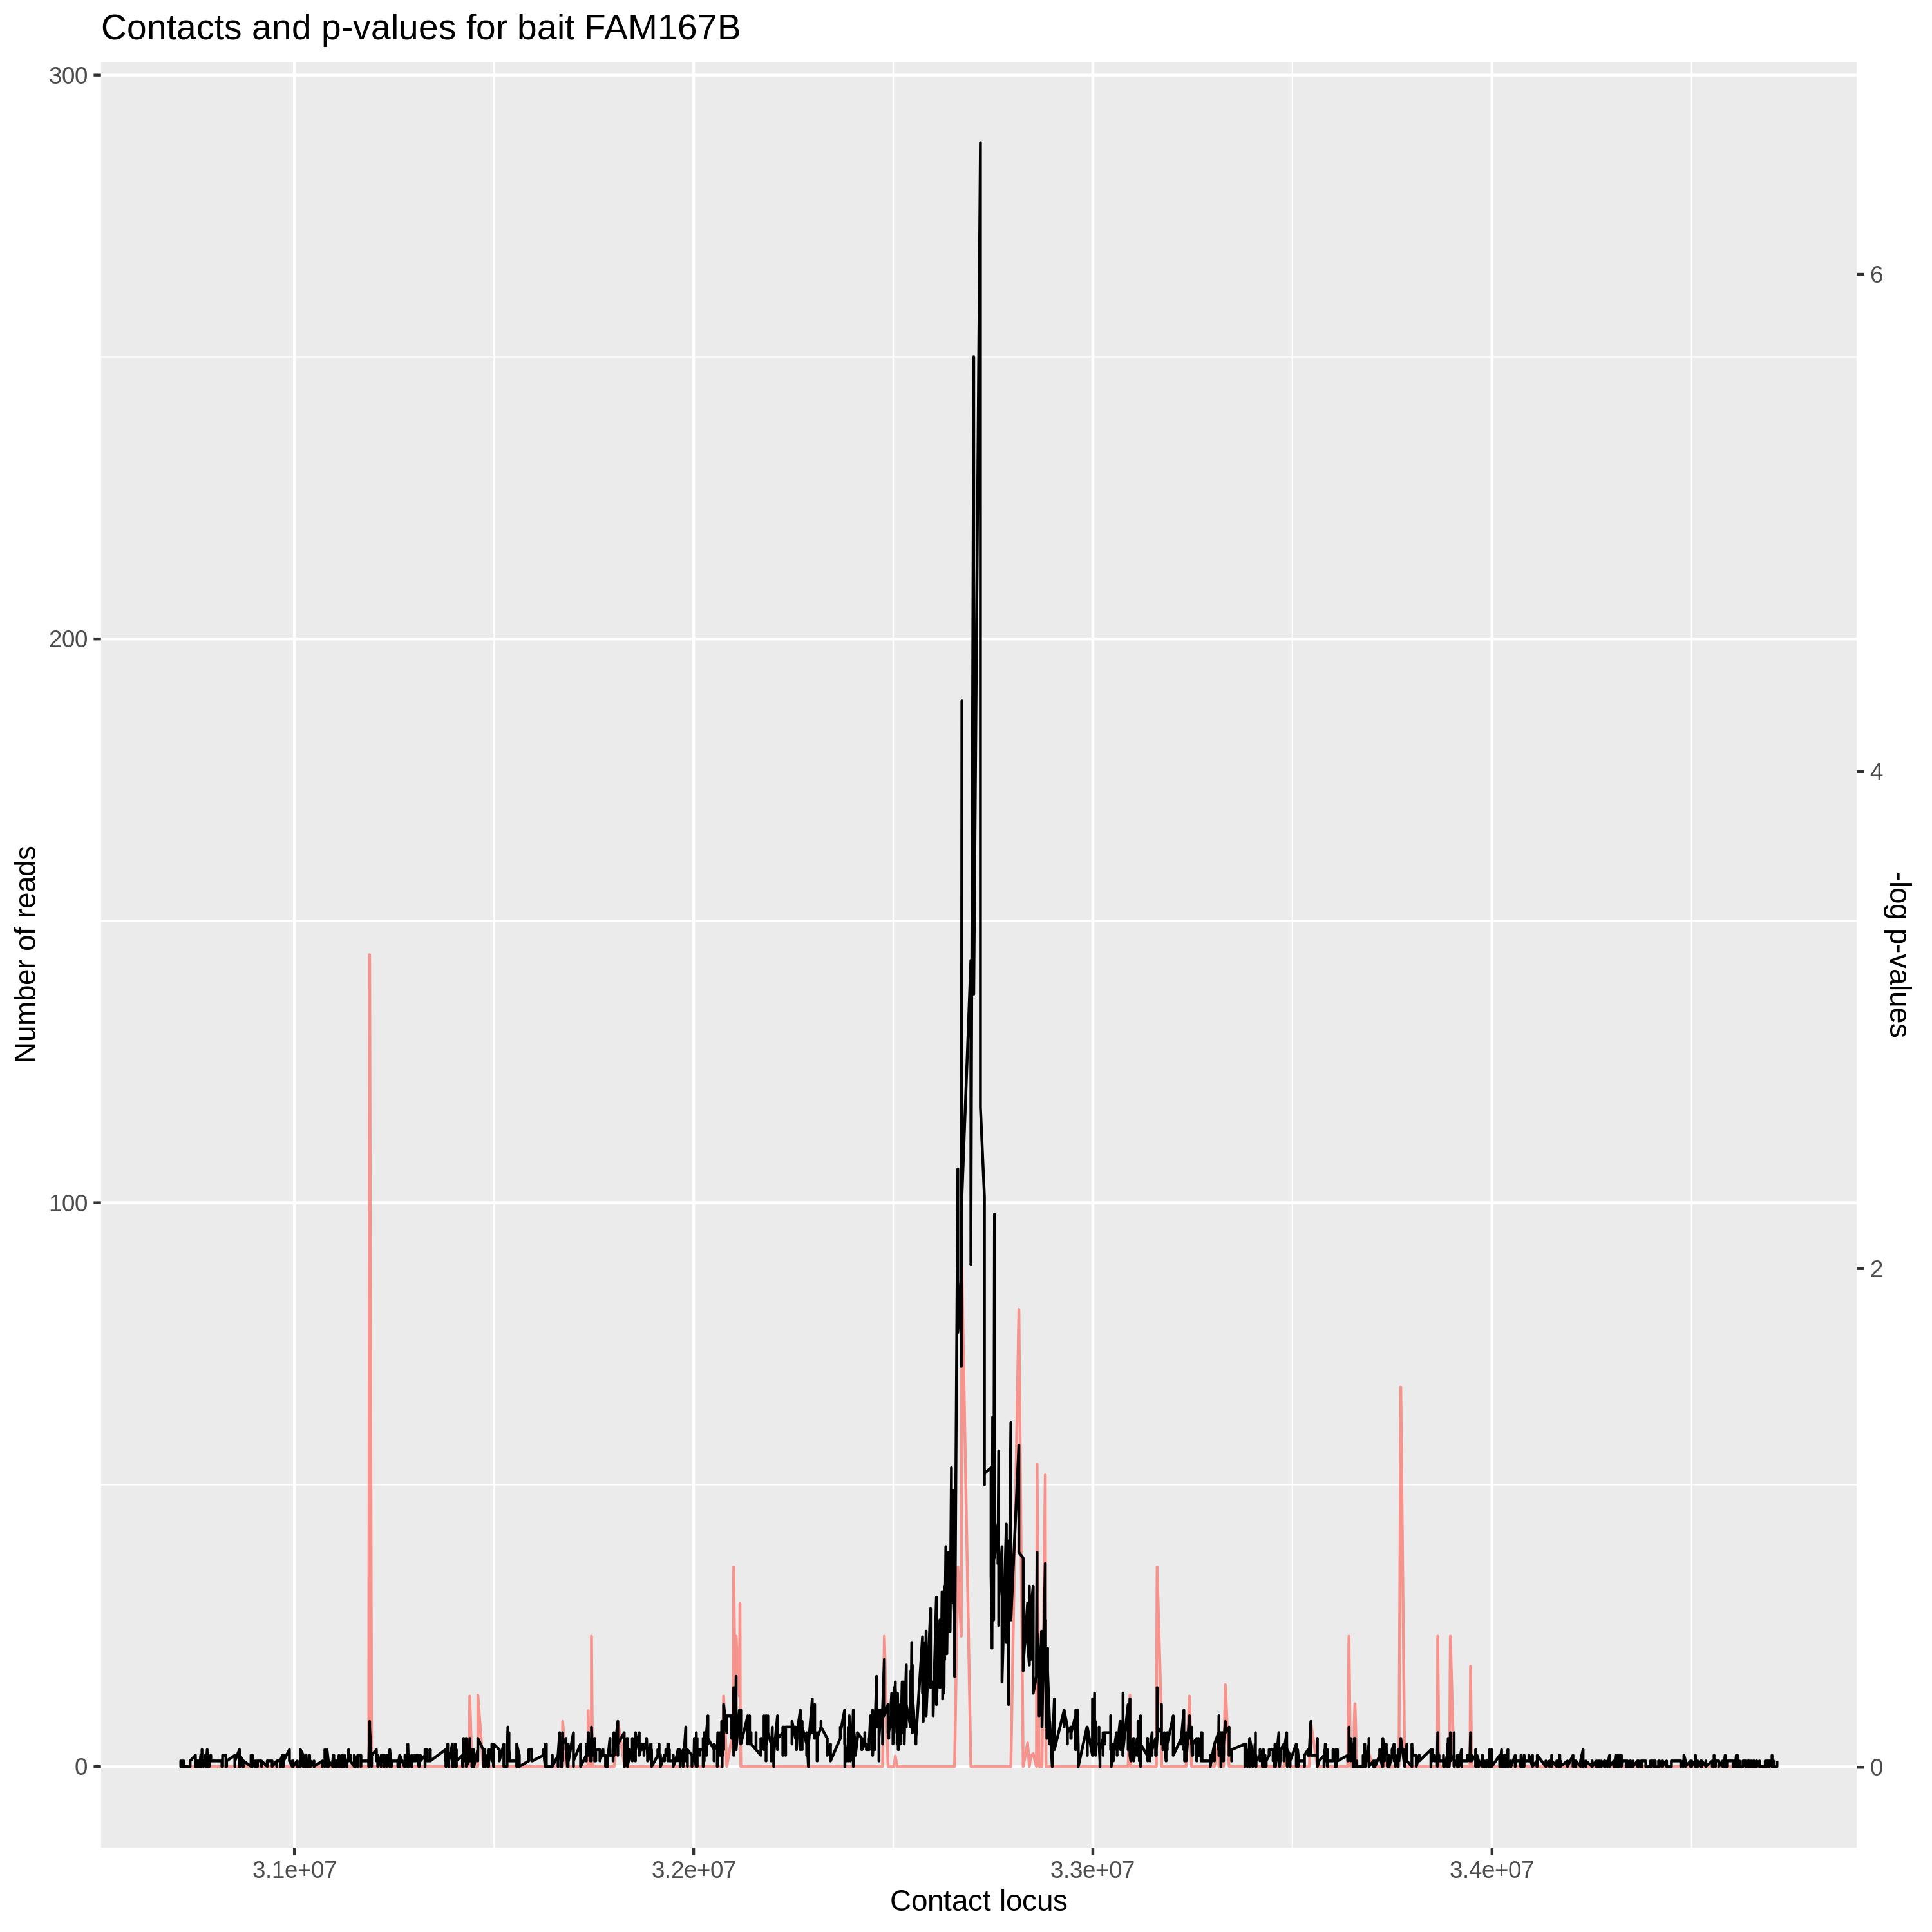 Contacts and p-values for bait FAM167B
300
200
100
0
Number of reads
6
4
2
0
-log p-values
3.1e+07 3.2e+07 3.3e+07 3.4e+07
Contact locus